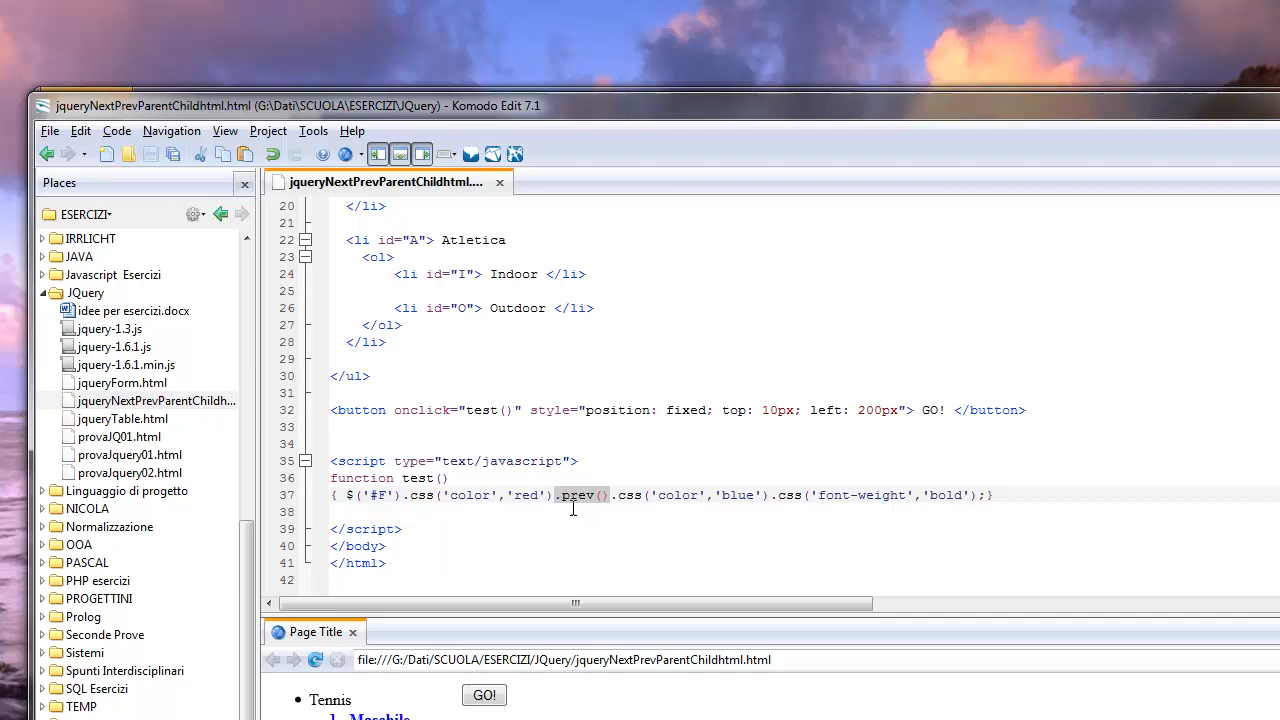 jqueryNextPrevParentChildhtml.html (G:\Dati\SCUOLA\ESERCIZI\JQuery) - Komodo Edit 7.1
File Edit Code Navigation View Project Tools Help
Places
jqueryNextPrevParentChildhtml....
ESERCIZI
IRRLICHT
JAVA
Javascript Esercizi
JQuery
idee per esercizi.docx
jquery-1.3.js
jquery-1.6.1.js
jquery-1.6.1.min.js
jqueryForm.html
jqueryNextPrevParentChildh...
jqueryTable.html
provaJQ01.html
provaJquery01.html
provaJquery02.html
Linguaggio di progetto
NICOLA
Normalizzazione
OOA
PASCAL
PHP esercizi
PROGETTINI
Prolog
Seconde Prove
Sistemi
Spunti Interdisciplinari
SQL Esercizi
TEMP
20 </li>
21
22 <li id="A"> Atletica
23 <ol>
24 <li id="I"> Indoor </li>
25
26 <li id="O"> Outdoor </li>
27 </ol>
28 </li>
29
30 </ul>
31
32 <button onclick="test()" style="position: fixed; top: 10px; left: 200px"> GO! </button>
33
34
35 <script type="text/javascript">
36 function test()
37 { $('#F').css('color','red').prev().css('color','blue').css('font-weight','bold');}
38
39 </script>
40 </body>
41 </html>
42
Page Title
file:///G:/Dati/SCUOLA/ESERCIZI/JQuery/jqueryNextPrevParentChildhtml.html
• Tennis
GO!
1. Maschile